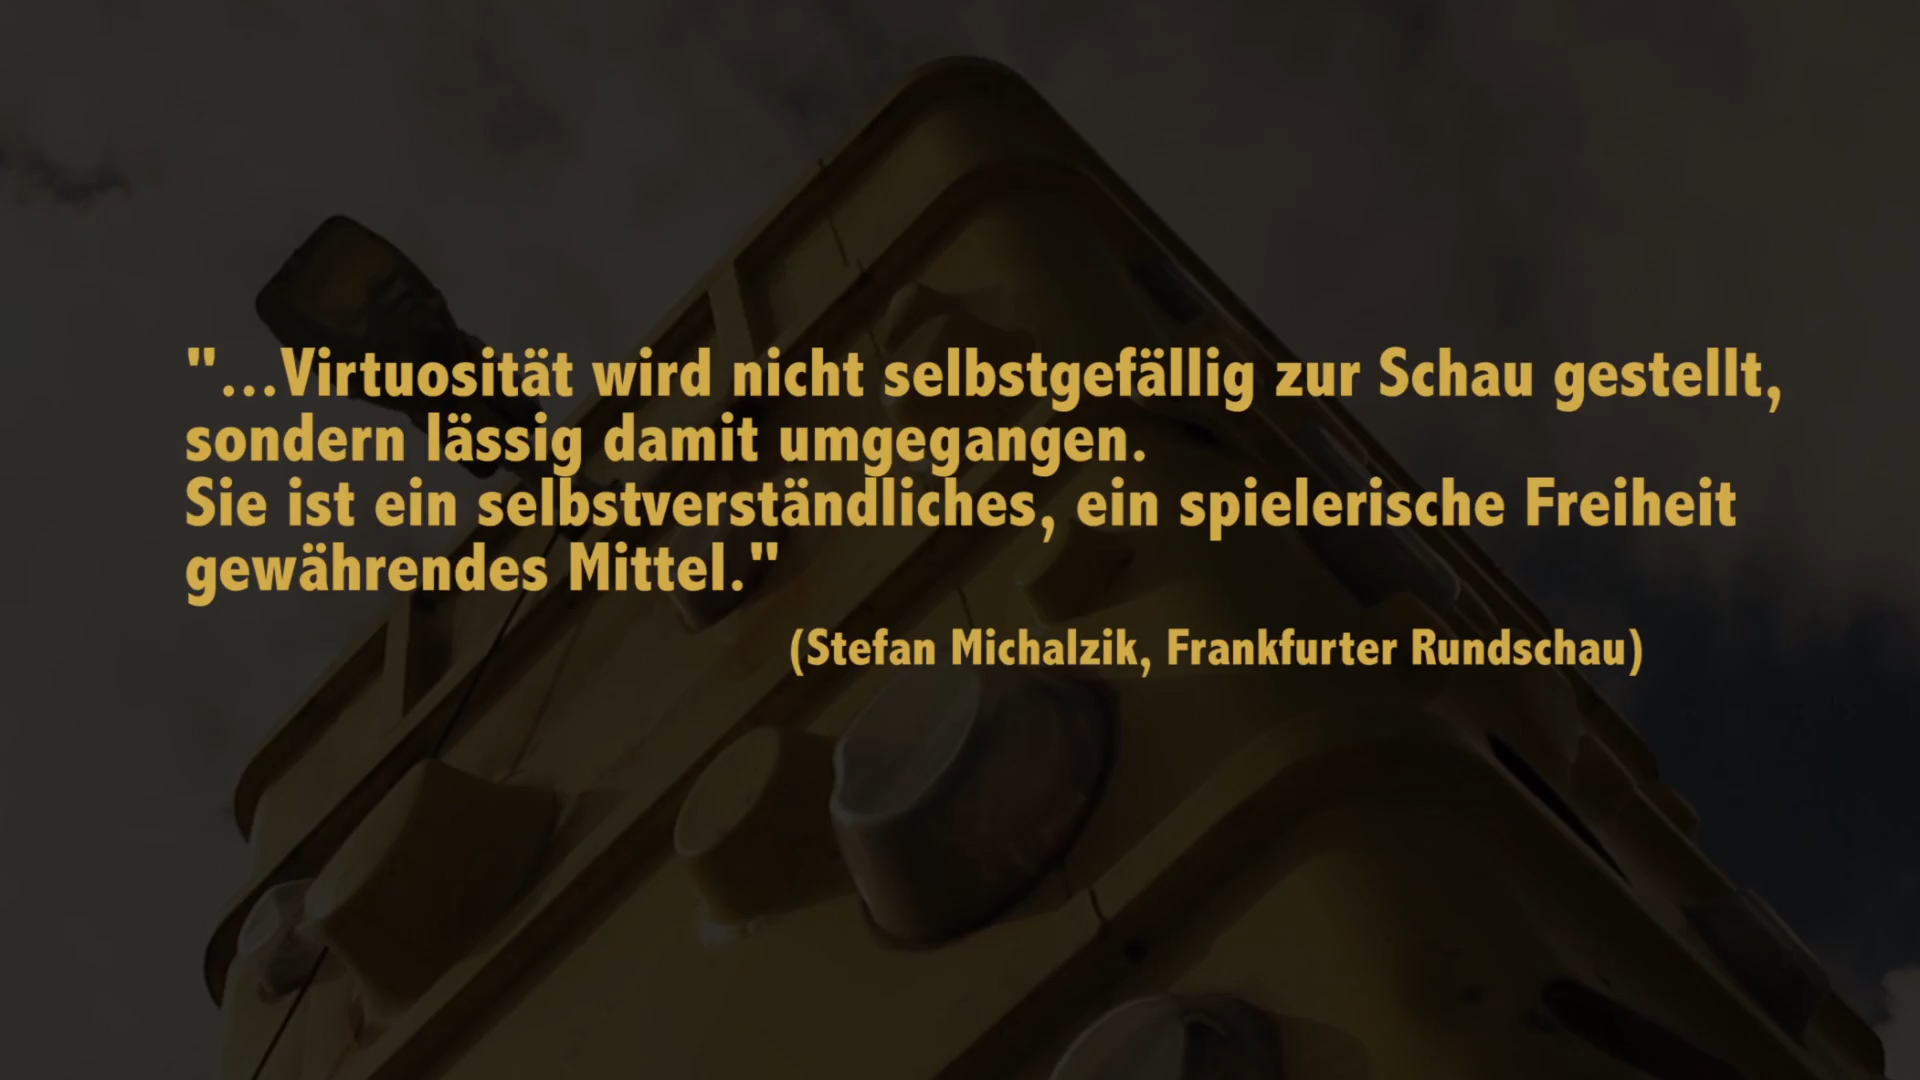 "...Virtuosität wird nicht selbstgefällig zur Schau gestellt,
sondern lässig damit umgegangen.
Sie ist ein selbstverständliches, ein spielerische Freiheit
gewährendes Mittel."
(Stefan Michalzik, Frankfurter Rundschau)